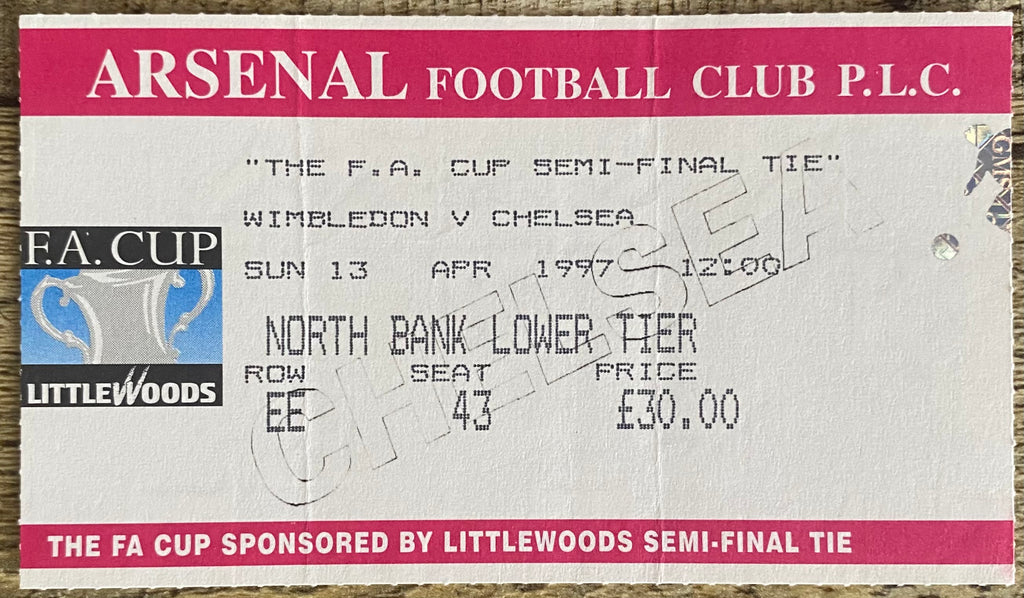 ARSENAL FOOTBALL CLUB P.L.C.
"THE F.A. CUP SEMI-FINAL TIE"
WIMBLEDON V CHELSEA
SUN 13 APR 1997 12:00
F.A. CUP
LITTLEWOODS
NORTH BANK LOWER TIER
ROW SEAT PRICE
EE 43 £30.00
CHELSEA
THE FA CUP SPONSORED BY LITTLEWOODS SEMI-FINAL TIE